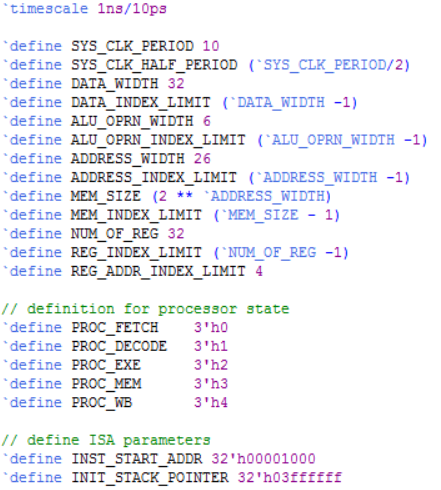 `timescale 1ns/10ps
`define SYS_CLK_PERIOD 10
`define SYS_CLK_HALF_PERIOD (`SYS_CLK_PERIOD/2)
`define DATA_WIDTH 32
`define DATA_INDEX_LIMIT (`DATA_WIDTH -1)
`define ALU_OPRN_WIDTH 6
`define ALU_OPRN_INDEX_LIMIT (`ALU_OPRN_WIDTH -1)
`define ADDRESS_WIDTH 26
`define ADDRESS_INDEX_LIMIT (`ADDRESS_WIDTH -1)
`define MEM_SIZE (2 ** `ADDRESS_WIDTH)
`define MEM_INDEX_LIMIT (`MEM_SIZE - 1)
`define NUM_OF_REG 32
`define REG_INDEX_LIMIT (`NUM_OF_REG -1)
`define REG_ADDR_INDEX_LIMIT 4
// definition for processor state
`define PROC_FETCH    3'h0
`define PROC_DECODE   3'h1
`define PROC_EXE      3'h2
`define PROC_MEM      3'h3
`define PROC_WB       3'h4
// define ISA parameters
`define INST_START_ADDR 32'h00001000
`define INIT_STACK_POINTER 32'h03ffffff